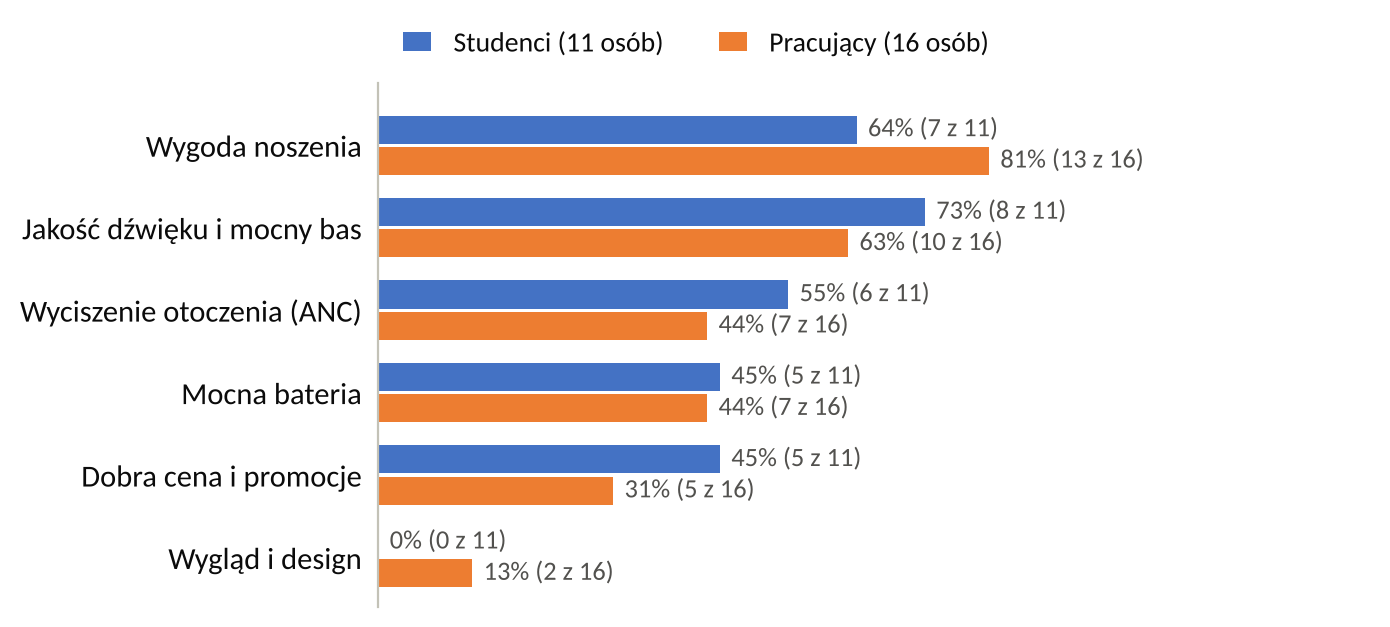 Studenci (11 osób) Pracujący (16 osób)
Wygoda noszenia
64% (7 z 11)
81% (13 z 16)
Jakość dźwięku i mocny bas
73% (8 z 11)
63% (10 z 16)
Wyciszenie otoczenia (ANC)
55% (6 z 11)
44% (7 z 16)
Mocna bateria
45% (5 z 11)
44% (7 z 16)
Dobra cena i promocje
45% (5 z 11)
31% (5 z 16)
Wygląd i design
0% (0 z 11)
13% (2 z 16)